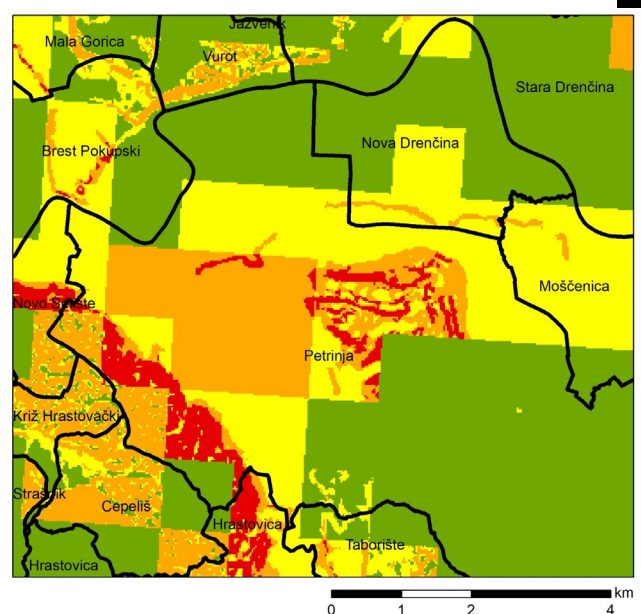 Jazvenik
Mala Gorica
Vurot
Stara Drenčina
Nova Drenčina
Brest Pokupski
Moščenica
Novo Selište
Petrinja
Križ Hrastovački
Strašnik
Cepeliš
Hrastovica
Taborište
Hrastovica
km
0 1 2 4